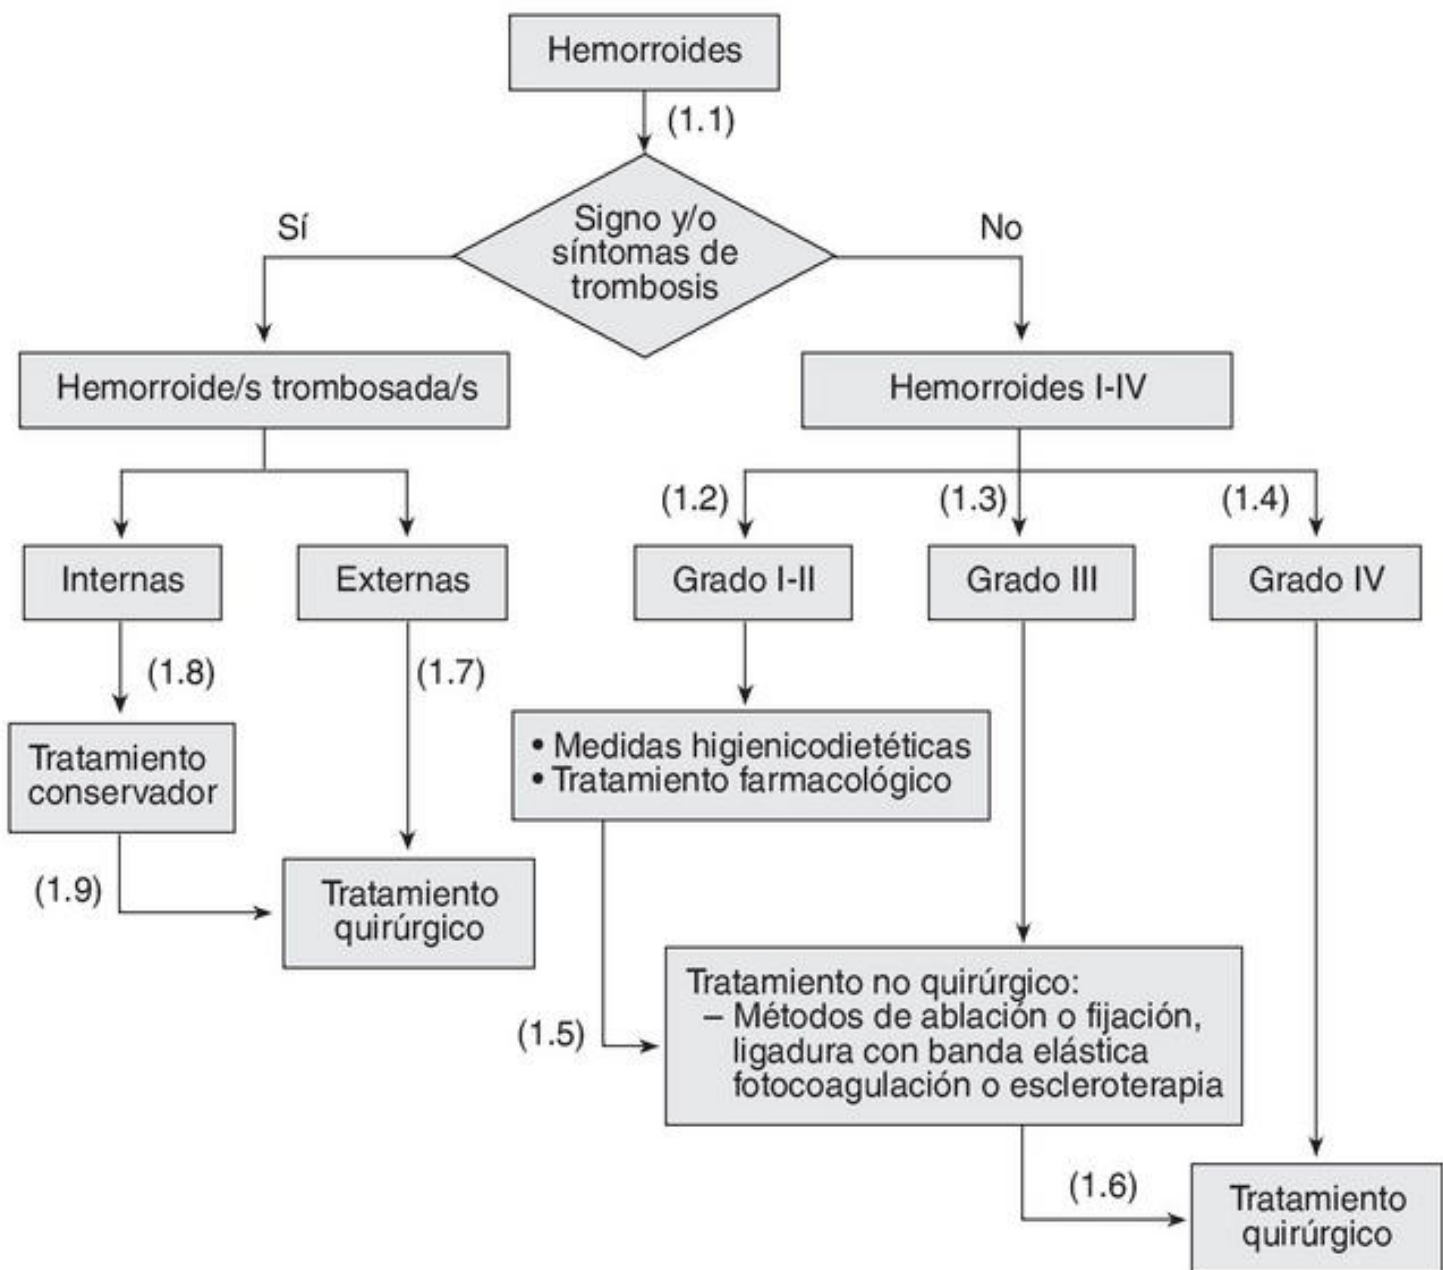 Hemorroides
(1.1)
Signo y/o
síntomas de
trombosis
Sí
No
Hemorroide/s trombosada/s
Hemorroides I-IV
(1.2)
(1.3)
(1.4)
Internas
Externas
Grado I-II
Grado III
Grado IV
(1.8)
(1.7)
Tratamiento
conservador
• Medidas higienicodietéticas
• Tratamiento farmacológico
(1.9)
Tratamiento
quirúrgico
(1.5)
Tratamiento no quirúrgico:
– Métodos de ablación o fijación,
ligadura con banda elástica
fotocoagulación o escleroterapia
(1.6)
Tratamiento
quirúrgico